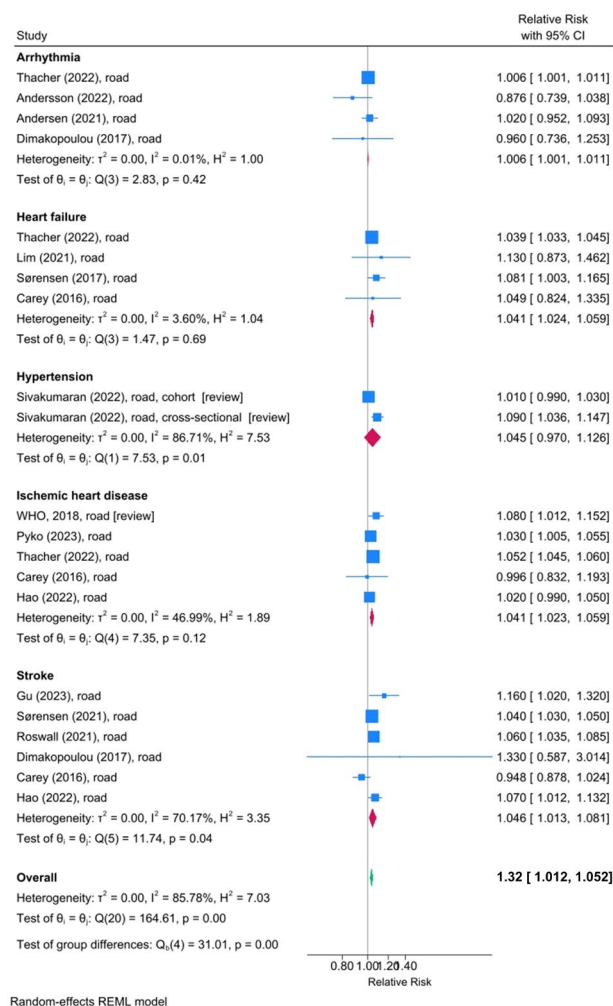 Relative Risk
Study with 95% CI
Arrhythmia
Thacher (2022), road 1.006 [ 1.001, 1.011]
Andersson (2022), road 0.876 [ 0.739, 1.038]
Andersen (2021), road 1.020 [ 0.952, 1.093]
Dimakopoulou (2017), road 0.960 [ 0.736, 1.253]
Heterogeneity: τ² = 0.00, I² = 0.01%, H² = 1.00 1.006 [ 1.001, 1.011]
Test of θᵢ = θⱼ: Q(3) = 2.83, p = 0.42
Heart failure
Thacher (2022), road 1.039 [ 1.033, 1.045]
Lim (2021), road 1.130 [ 0.873, 1.462]
Sørensen (2017), road 1.081 [ 1.003, 1.165]
Carey (2016), road 1.049 [ 0.824, 1.335]
Heterogeneity: τ² = 0.00, I² = 3.60%, H² = 1.04 1.041 [ 1.024, 1.059]
Test of θᵢ = θⱼ: Q(3) = 1.47, p = 0.69
Hypertension
Sivakumaran (2022), road, cohort [review] 1.010 [ 0.990, 1.030]
Sivakumaran (2022), road, cross-sectional [review] 1.090 [ 1.036, 1.147]
Heterogeneity: τ² = 0.00, I² = 86.71%, H² = 7.53 1.045 [ 0.970, 1.126]
Test of θᵢ = θⱼ: Q(1) = 7.53, p = 0.01
Ischemic heart disease
WHO, 2018, road [review] 1.080 [ 1.012, 1.152]
Pyko (2023), road 1.030 [ 1.005, 1.055]
Thacher (2022), road 1.052 [ 1.045, 1.060]
Carey (2016), road 0.996 [ 0.832, 1.193]
Hao (2022), road 1.020 [ 0.990, 1.050]
Heterogeneity: τ² = 0.00, I² = 46.99%, H² = 1.89 1.041 [ 1.023, 1.059]
Test of θᵢ = θⱼ: Q(4) = 7.35, p = 0.12
Stroke
Gu (2023), road 1.160 [ 1.020, 1.320]
Sørensen (2021), road 1.040 [ 1.030, 1.050]
Roswall (2021), road 1.060 [ 1.035, 1.085]
Dimakopoulou (2017), road 1.330 [ 0.587, 3.014]
Carey (2016), road 0.948 [ 0.878, 1.024]
Hao (2022), road 1.070 [ 1.012, 1.132]
Heterogeneity: τ² = 0.00, I² = 70.17%, H² = 3.35 1.046 [ 1.013, 1.081]
Test of θᵢ = θⱼ: Q(5) = 11.74, p = 0.04
Overall 1.32 [ 1.012, 1.052]
Heterogeneity: τ² = 0.00, I² = 85.78%, H² = 7.03
Test of θᵢ = θⱼ: Q(20) = 164.61, p = 0.00
Test of group differences: Q_b(4) = 31.01, p = 0.00
0.80 1.00 1.20 1.40
Relative Risk
Random-effects REML model